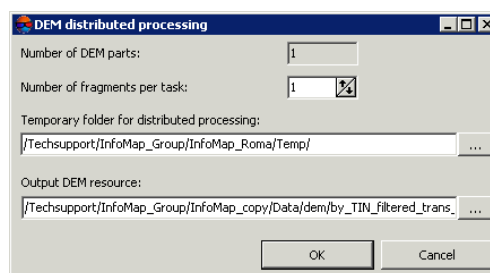 DEM distributed processing
Number of DEM parts: 1
Number of fragments per task: 1
Temporary folder for distributed processing:
/Techsupport/InfoMap_Group/InfoMap_Roma/Temp/ ...
Output DEM resource:
/Techsupport/InfoMap_Group/InfoMap_copy/Data/dem/by_TIN_filtered_trans_ ...
OK Cancel